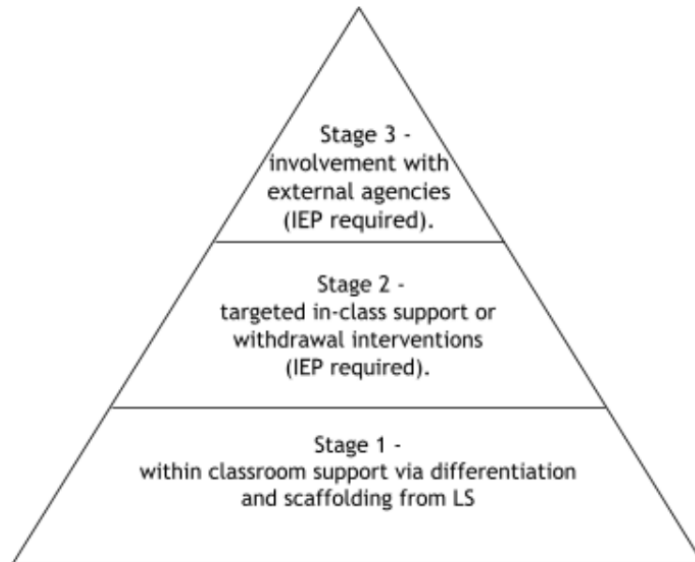 Stage 3 -
involvement with
external agencies
(IEP required).
Stage 2 -
targeted in-class support or
withdrawal interventions
(IEP required).
Stage 1 -
within classroom support via differentiation
and scaffolding from LS